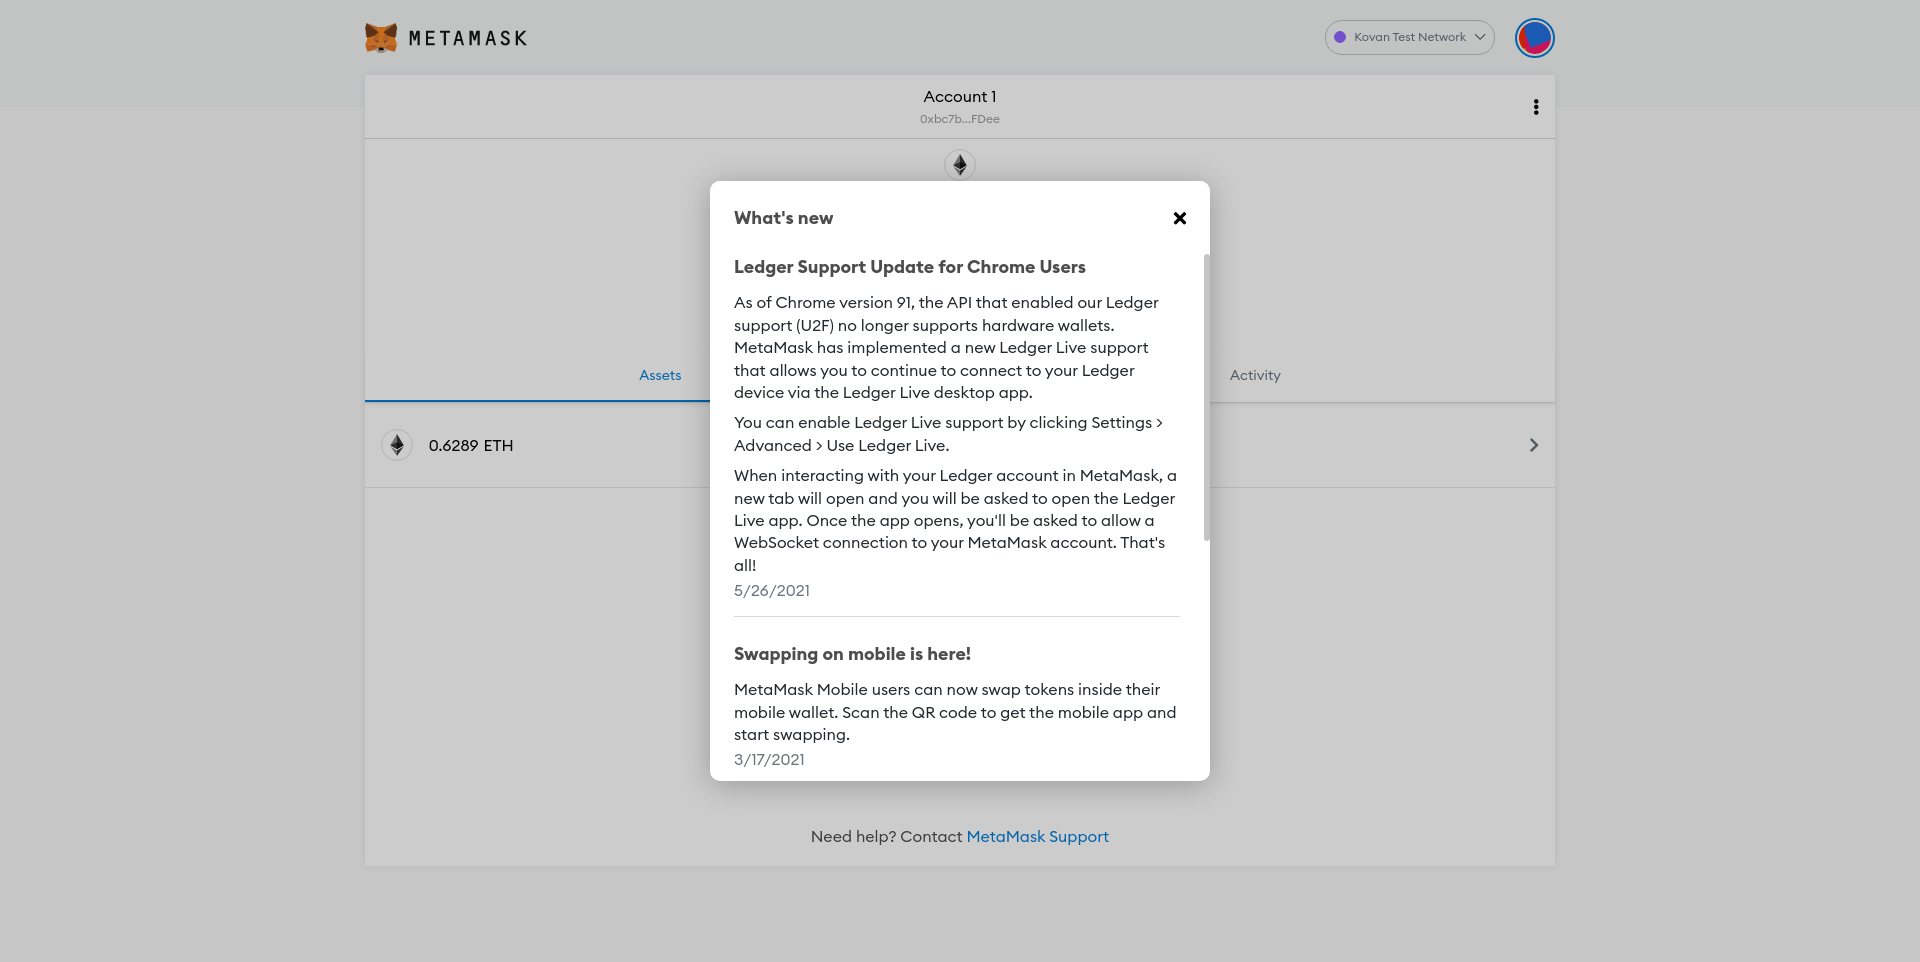 METAMASK
Kovan Test Network
Account 1
0xbc7b...FDee
What's new
Ledger Support Update for Chrome Users
As of Chrome version 91, the API that enabled our Ledger
support (U2F) no longer supports hardware wallets.
MetaMask has implemented a new Ledger Live support
that allows you to continue to connect to your Ledger
device via the Ledger Live desktop app.
You can enable Ledger Live support by clicking Settings >
Advanced > Use Ledger Live.
When interacting with your Ledger account in MetaMask, a
new tab will open and you will be asked to open the Ledger
Live app. Once the app opens, you'll be asked to allow a
WebSocket connection to your MetaMask account. That's
all!
5/26/2021
Swapping on mobile is here!
MetaMask Mobile users can now swap tokens inside their
mobile wallet. Scan the QR code to get the mobile app and
start swapping.
3/17/2021
Assets
Activity
0.6289 ETH
Need help? Contact MetaMask Support